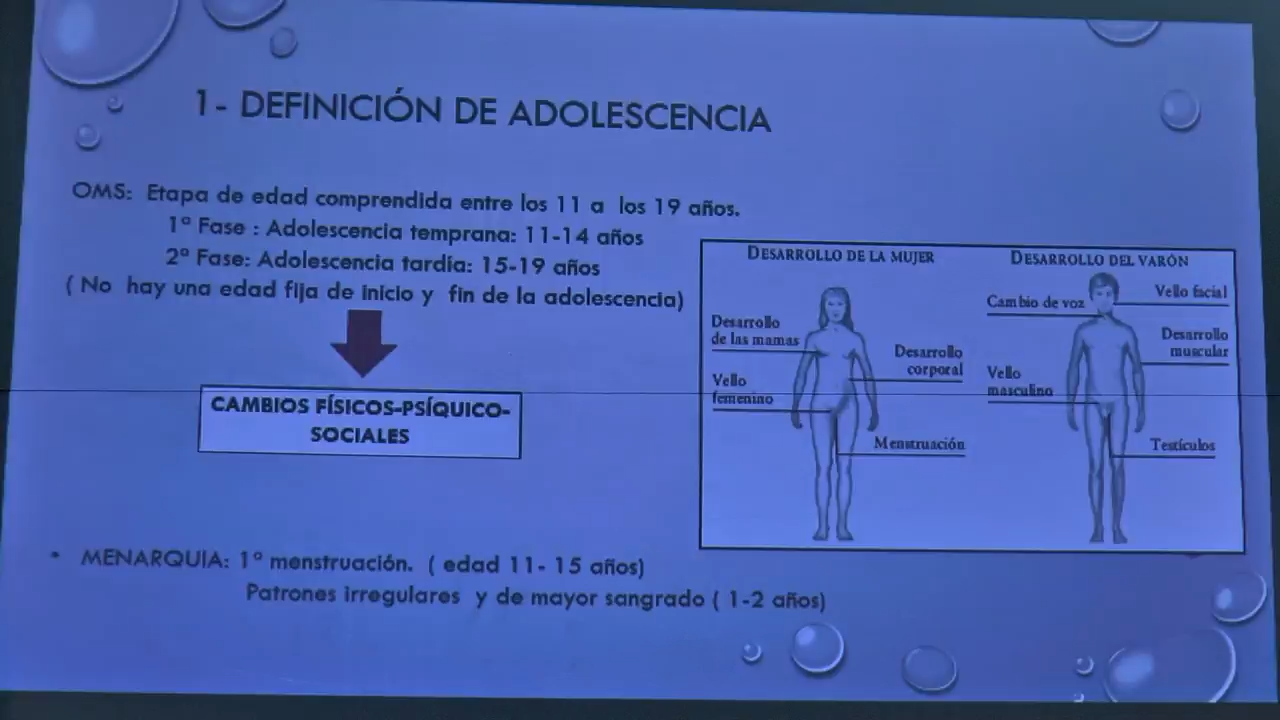 1- DEFINICIÓN DE ADOLESCENCIA
OMS: Etapa de edad comprendida entre los 11 a los 19 años.
1º Fase : Adolescencia temprana: 11-14 años
2º Fase: Adolescencia tardía: 15-19 años
( No hay una edad fija de inicio y fin de la adolescencia)
CAMBIOS FÍSICOS-PSÍQUICO-
SOCIALES
DESARROLLO DE LA MUJER
Desarrollo
de las mamas
Desarrollo
corporal
Vello
femenino
Menstruación
DESARROLLO DEL VARÓN
Cambio de voz
Vello facial
Desarrollo
muscular
Vello
masculino
Testículos
• MENARQUIA: 1º menstruación. ( edad 11- 15 años)
Patrones irregulares y de mayor sangrado ( 1-2 años)